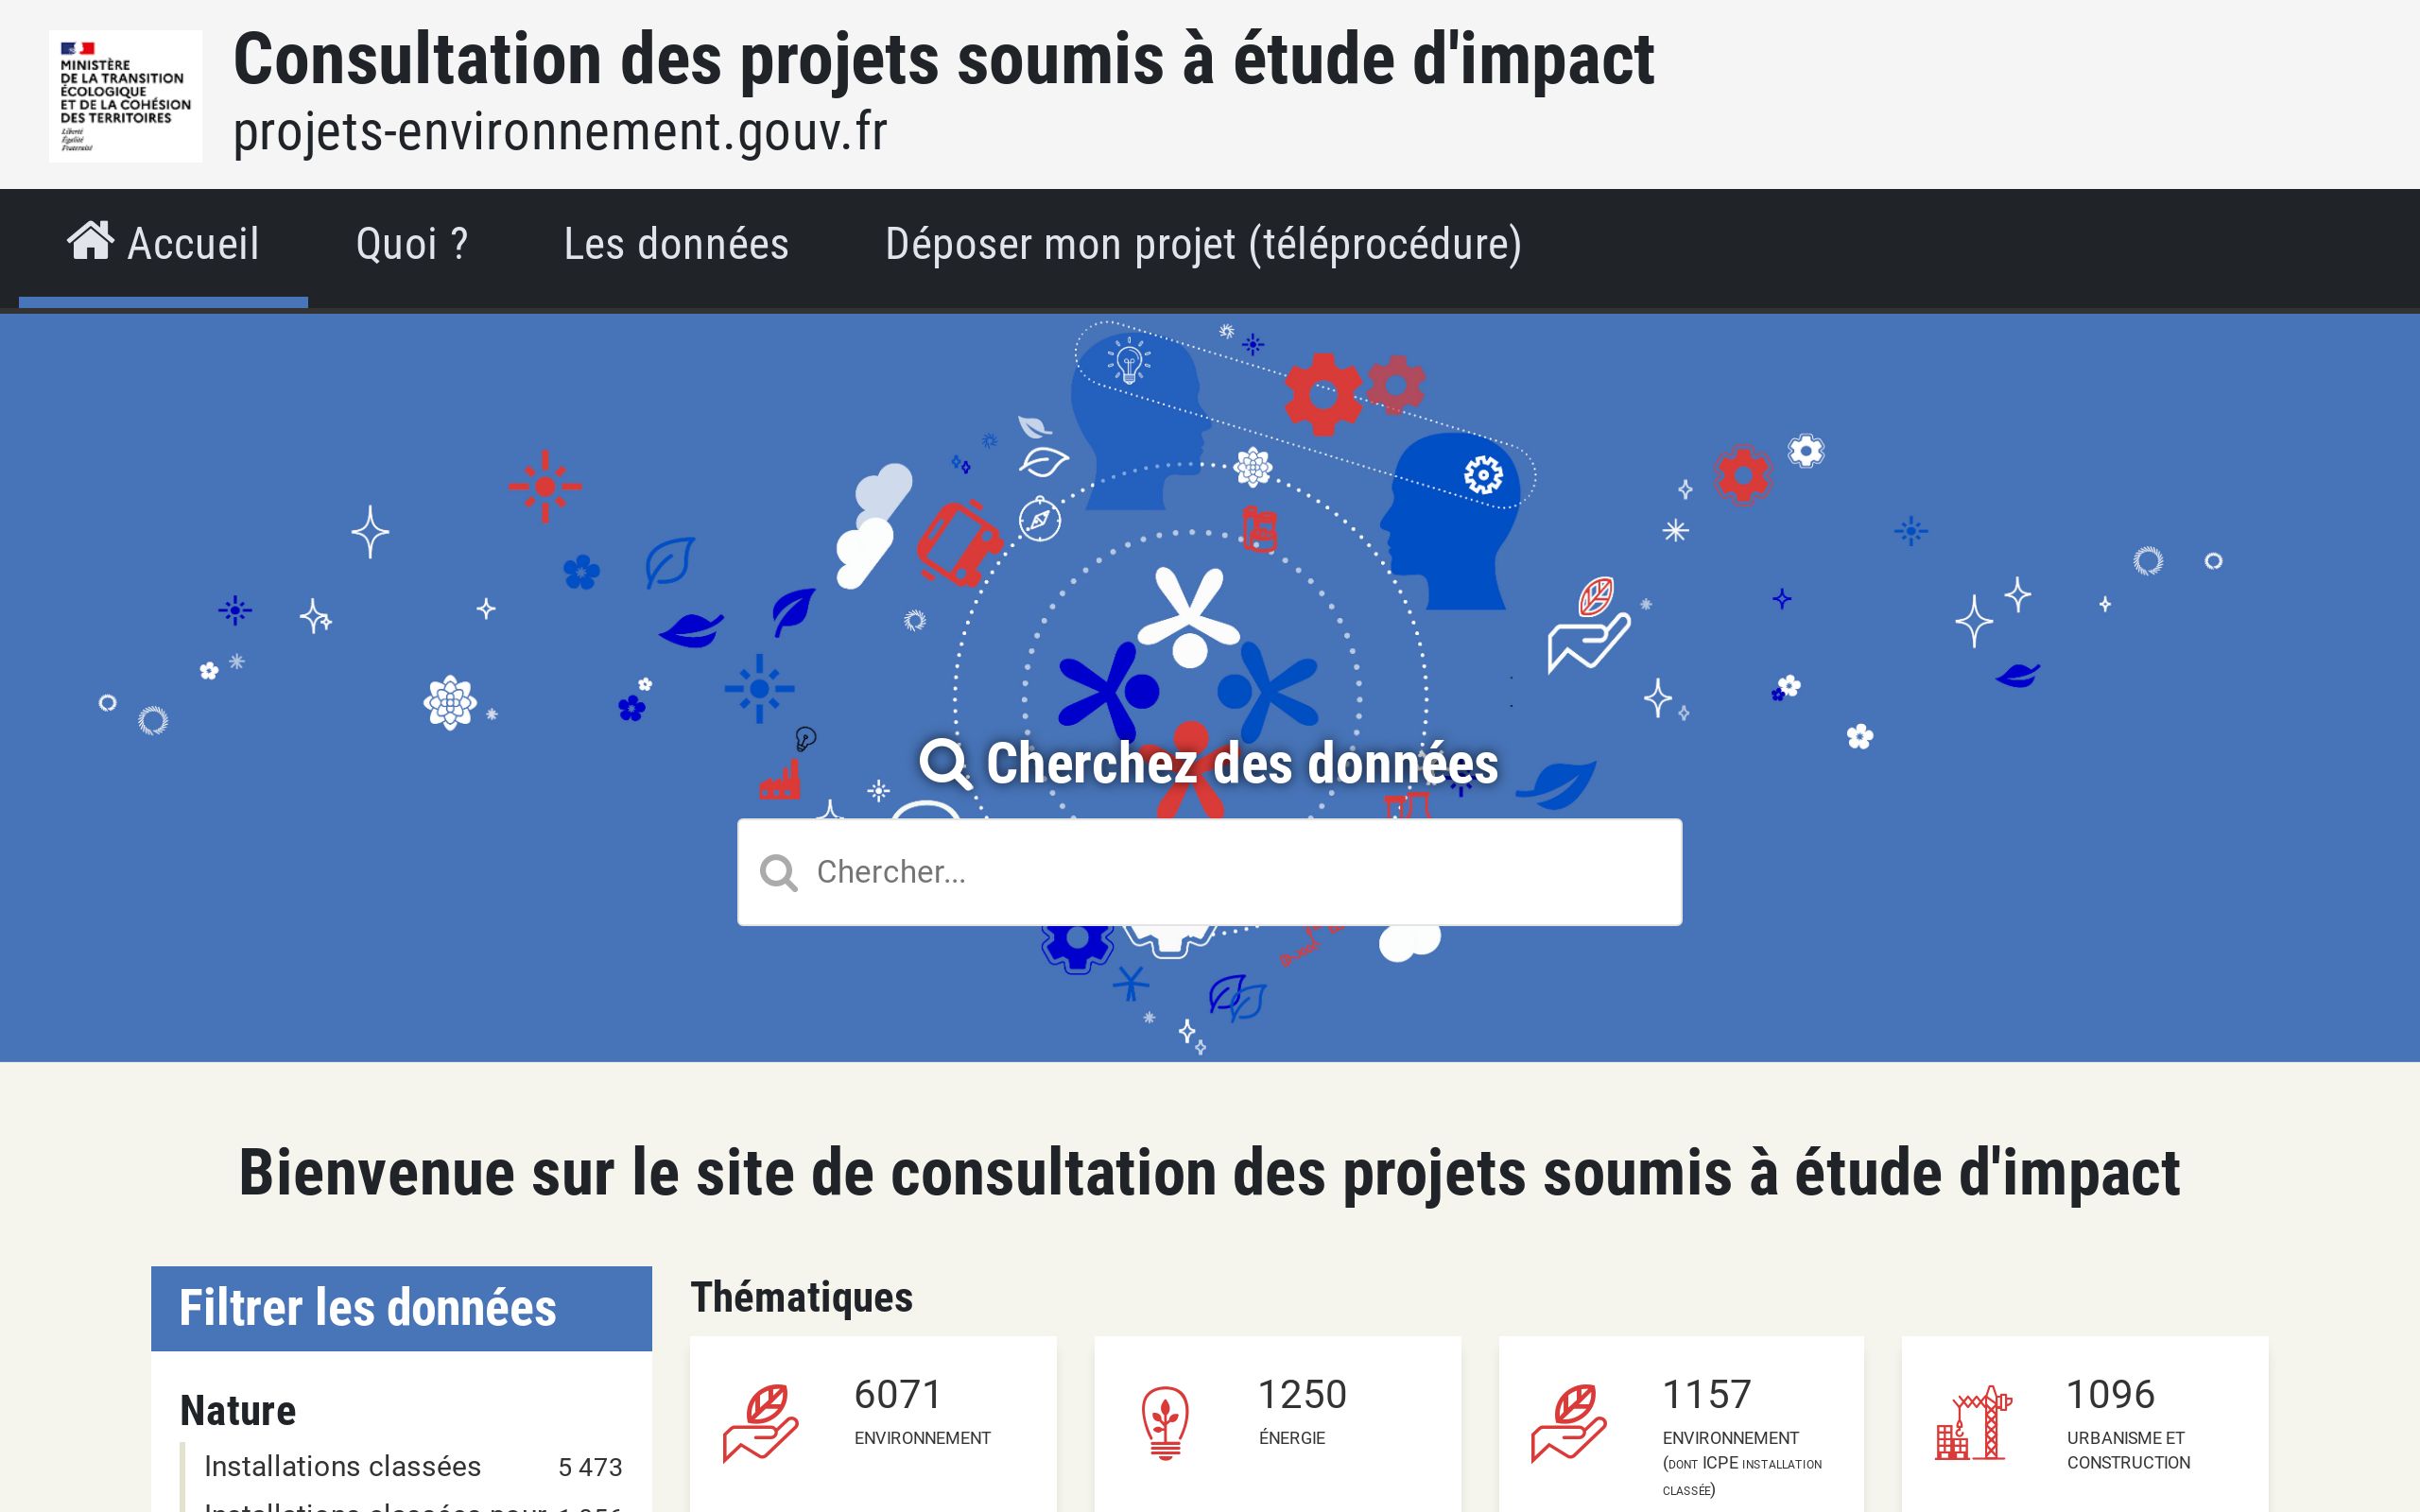 MINISTÈRE
DE LA TRANSITION
ÉCOLOGIQUE
ET DE LA COHÉSION
DES TERRITOIRES
Liberté
Égalité
Fraternité
Consultation des projets soumis à étude d'impact
projets-environnement.gouv.fr
Accueil
Quoi ?
Les données
Déposer mon projet (téléprocédure)
Cherchez des données
Chercher...
Bienvenue sur le site de consultation des projets soumis à étude d'impact
Filtrer les données
Nature
Installations classées 5 473
Thématiques
6071
ENVIRONNEMENT
1250
ÉNERGIE
1157
ENVIRONNEMENT
(DONT ICPE INSTALLATION
CLASSÉE)
1096
URBANISME ET
CONSTRUCTION